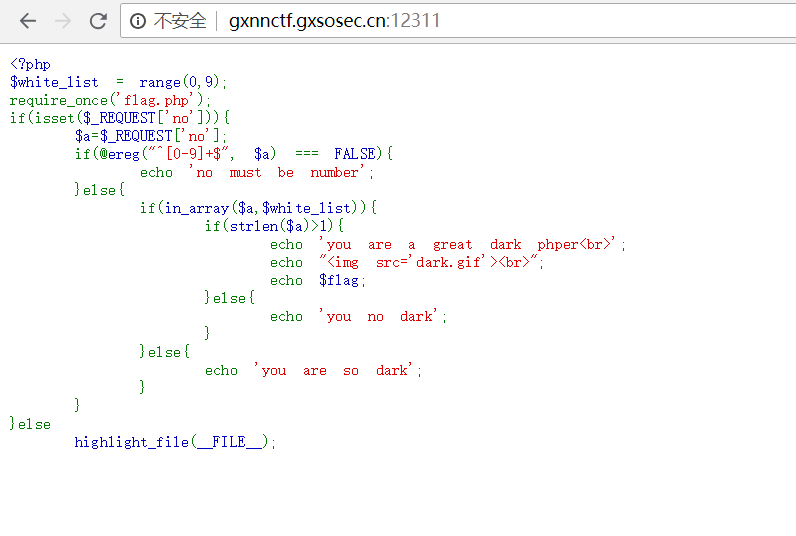 不安全 gxnnctf.gxsosec.cn:12311
<?php
$white_list = range(0,9);
require_once('flag.php');
if(isset($_REQUEST['no'])){
$a=$_REQUEST['no'];
if(@ereg("^[0-9]+$", $a) === FALSE){
echo 'no must be number';
}else{
if(in_array($a,$white_list)){
if(strlen($a)>1){
echo 'you are a great dark phper<br>';
echo "<img src='dark.gif'><br>";
echo $flag;
}else{
echo 'you no dark';
}
}else{
echo 'you are so dark';
}
}
}else
highlight_file(__FILE__);